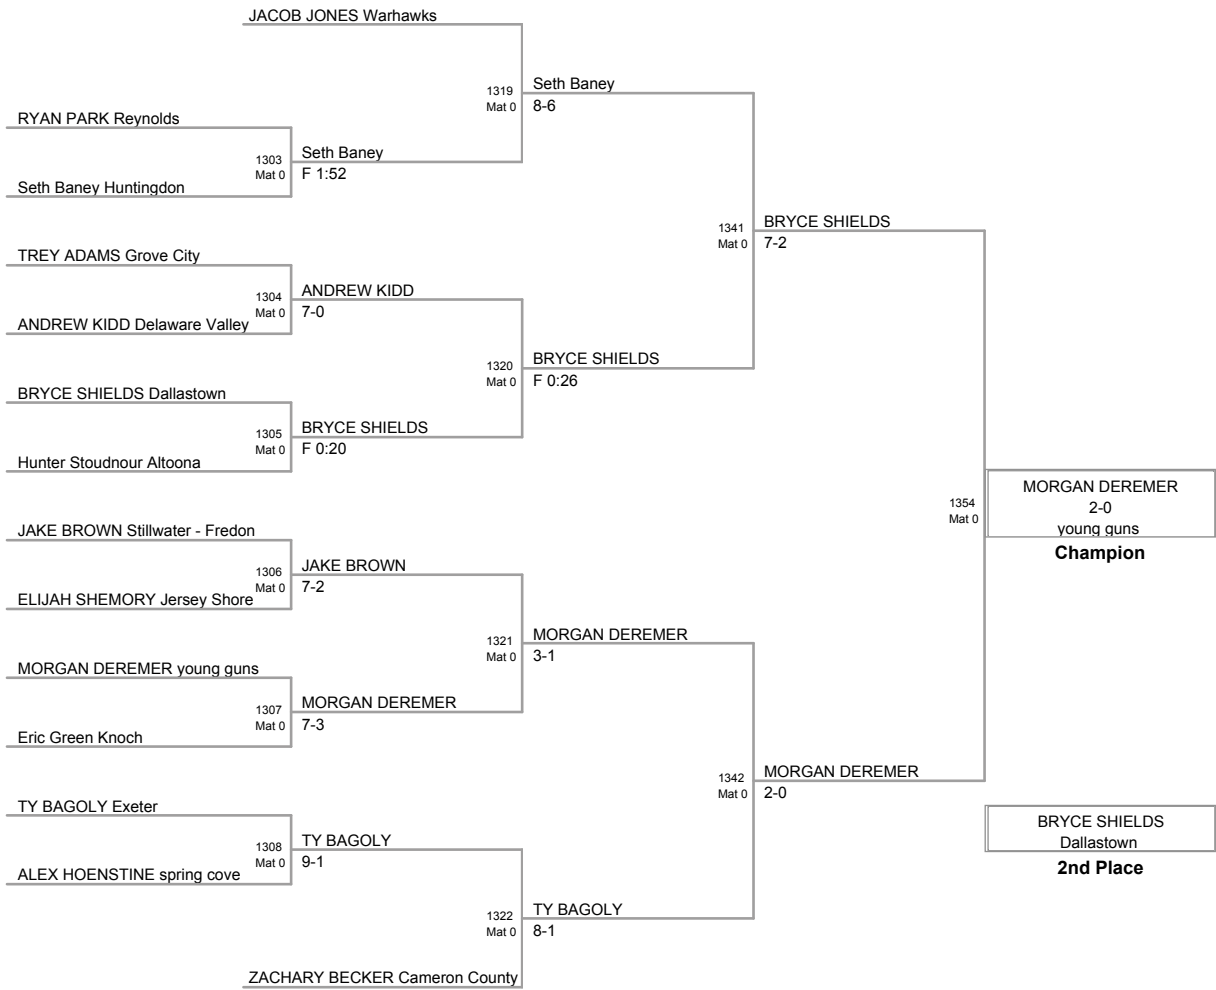 JACOB JONES Warhawks
1319
Mat 0
Seth Baney
8-6
RYAN PARK Reynolds
1303
Mat 0
Seth Baney
F 1:52
Seth Baney Huntingdon
1341
Mat 0
BRYCE SHIELDS
7-2
TREY ADAMS Grove City
1304
Mat 0
ANDREW KIDD
7-0
ANDREW KIDD Delaware Valley
1320
Mat 0
BRYCE SHIELDS
F 0:26
BRYCE SHIELDS Dallastown
1305
Mat 0
BRYCE SHIELDS
F 0:20
Hunter Stoudnour Altoona
1354
Mat 0
MORGAN DEREMER
2-0
young guns
Champion
JAKE BROWN Stillwater - Fredon
1306
Mat 0
JAKE BROWN
7-2
ELIJAH SHEMORY Jersey Shore
1321
Mat 0
MORGAN DEREMER
3-1
MORGAN DEREMER young guns
1307
Mat 0
MORGAN DEREMER
7-3
Eric Green Knoch
1342
Mat 0
MORGAN DEREMER
2-0
TY BAGOLY Exeter
1308
Mat 0
TY BAGOLY
9-1
ALEX HOENSTINE spring cove
BRYCE SHIELDS
Dallastown
2nd Place
1322
Mat 0
TY BAGOLY
8-1
ZACHARY BECKER Cameron County